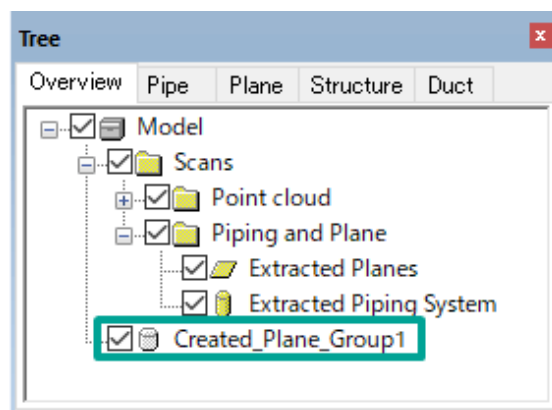 Tree
Overview Pipe Plane Structure Duct
Model
Scans
Point cloud
Piping and Plane
Extracted Planes
Extracted Piping System
Created_Plane_Group1